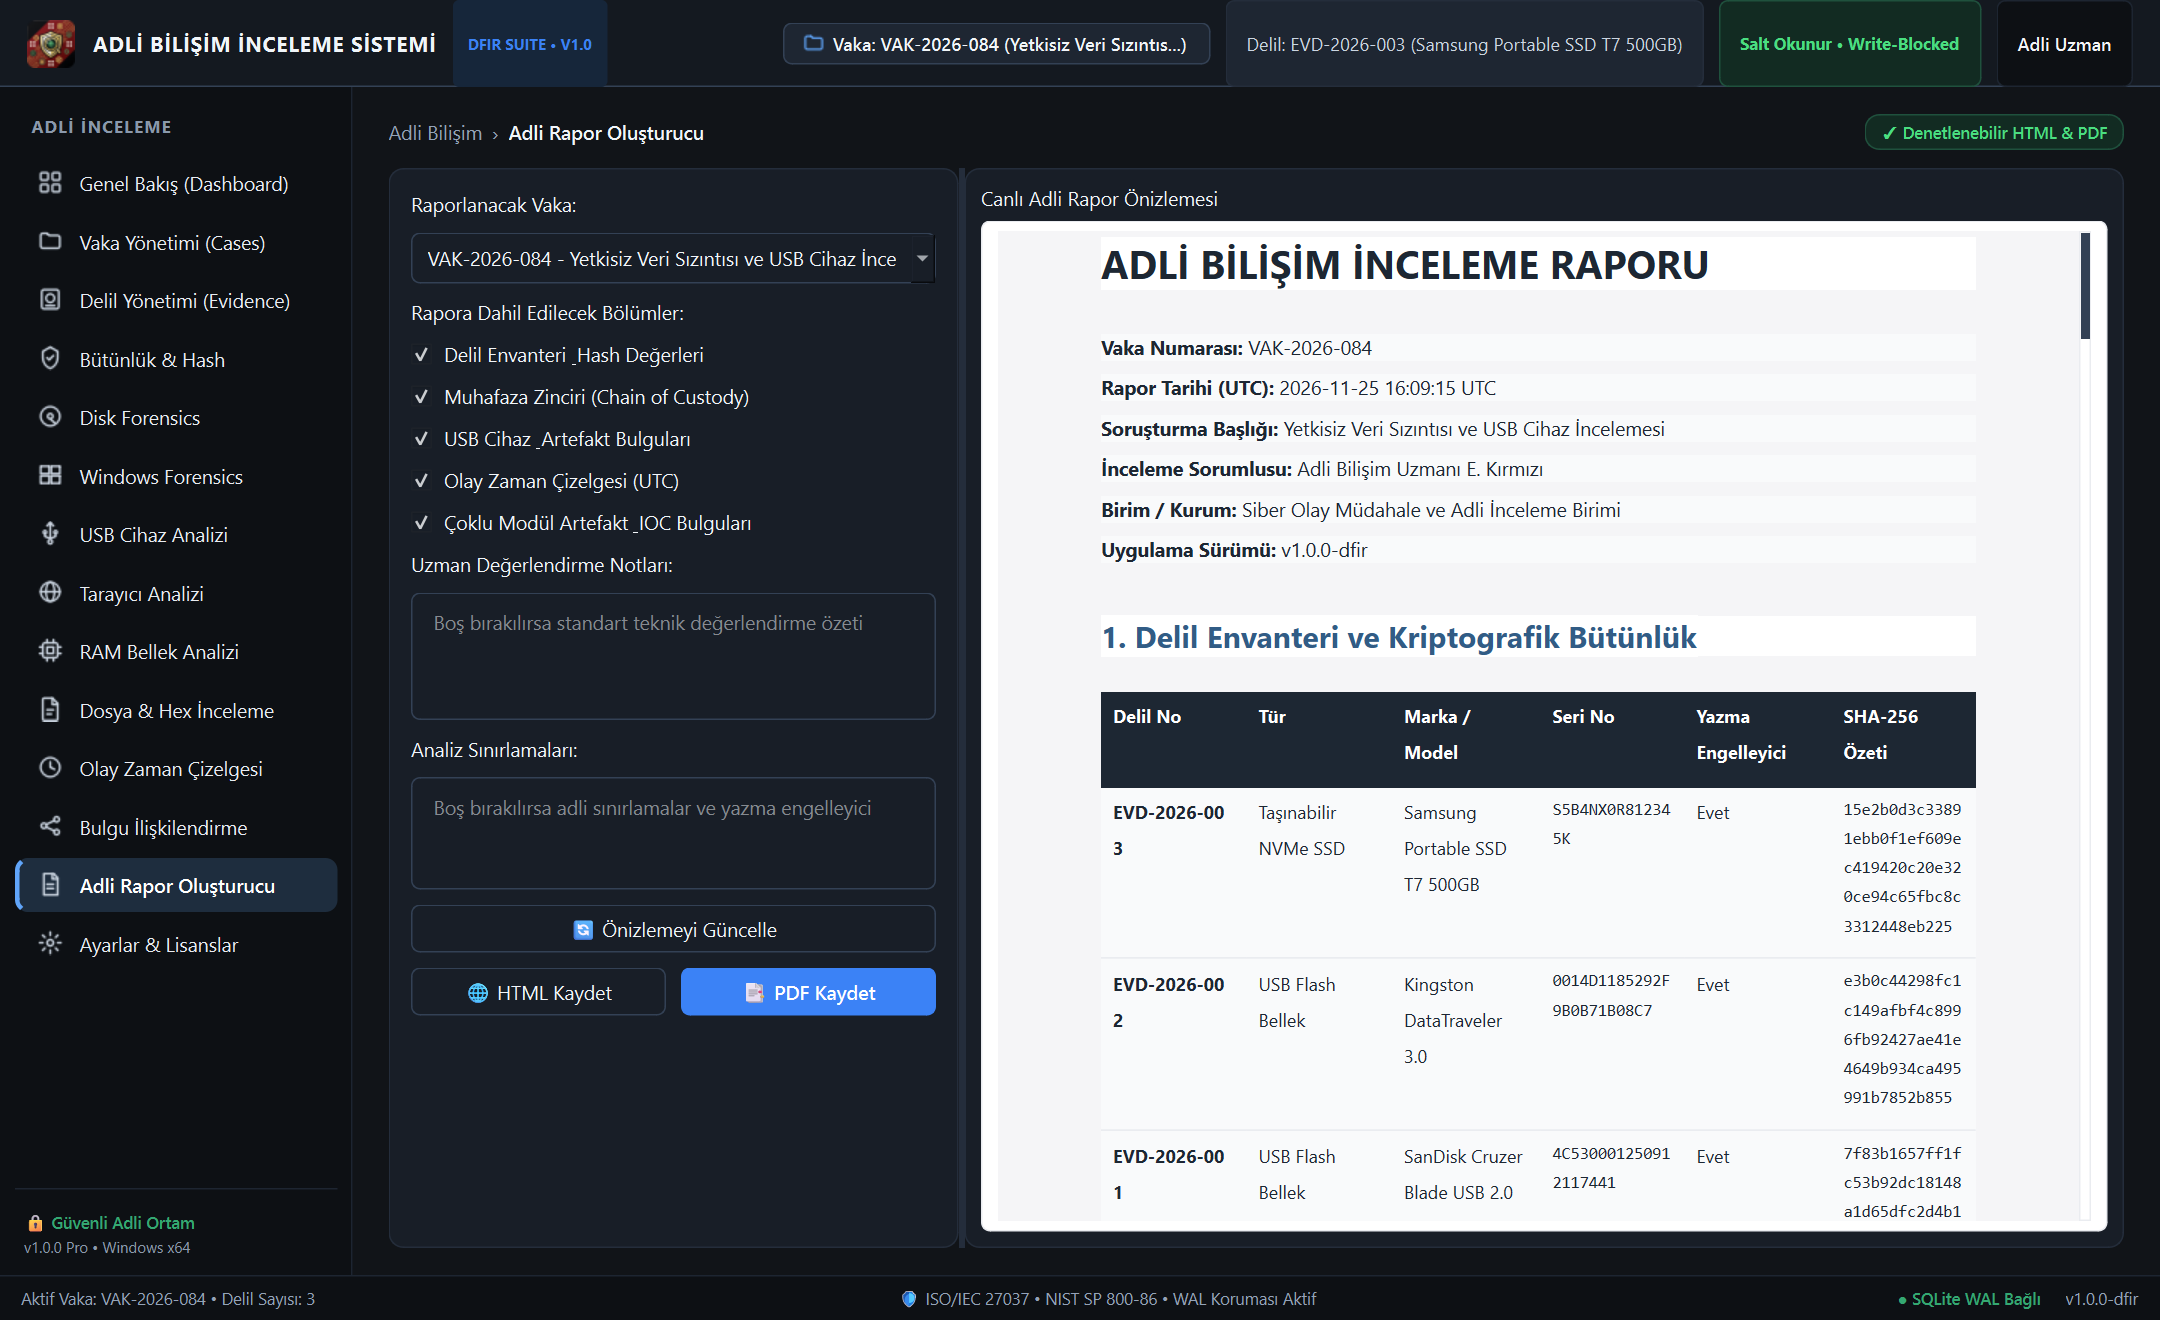 ADLİ BİLİŞİM İNCELEME SİSTEMİ
DFIR SUITE • V1.0
Vaka: VAK-2026-084 (Yetkisiz Veri Sızıntıs...)
Delil: EVD-2026-003 (Samsung Portable SSD T7 500GB)
Salt Okunur • Write-Blocked
Adli Uzman
ADLİ İNCELEME
Genel Bakış (Dashboard)
Vaka Yönetimi (Cases)
Delil Yönetimi (Evidence)
Bütünlük & Hash
Disk Forensics
Windows Forensics
USB Cihaz Analizi
Tarayıcı Analizi
RAM Bellek Analizi
Dosya & Hex İnceleme
Olay Zaman Çizelgesi
Bulgu İlişkilendirme
Adli Rapor Oluşturucu
Ayarlar & Lisanslar
Güvenli Adli Ortam
v1.0.0 Pro • Windows x64
Adli Bilişim › Adli Rapor Oluşturucu
✓ Denetlenebilir HTML & PDF
Raporlanacak Vaka:
VAK-2026-084 - Yetkisiz Veri Sızıntısı ve USB Cihaz İnce
Rapora Dahil Edilecek Bölümler:
✓ Delil Envanteri _Hash Değerleri
✓ Muhafaza Zinciri (Chain of Custody)
✓ USB Cihaz _Artefakt Bulguları
✓ Olay Zaman Çizelgesi (UTC)
✓ Çoklu Modül Artefakt _IOC Bulguları
Uzman Değerlendirme Notları:
Boş bırakılırsa standart teknik değerlendirme özeti
Analiz Sınırlamaları:
Boş bırakılırsa adli sınırlamalar ve yazma engelleyici
Önizlemeyi Güncelle
HTML Kaydet
PDF Kaydet
Canlı Adli Rapor Önizlemesi
ADLİ BİLİŞİM İNCELEME RAPORU
Vaka Numarası: VAK-2026-084
Rapor Tarihi (UTC): 2026-11-25 16:09:15 UTC
Soruşturma Başlığı: Yetkisiz Veri Sızıntısı ve USB Cihaz İncelemesi
İnceleme Sorumlusu: Adli Bilişim Uzmanı E. Kırmızı
Birim / Kurum: Siber Olay Müdahale ve Adli İnceleme Birimi
Uygulama Sürümü: v1.0.0-dfir
1. Delil Envanteri ve Kriptografik Bütünlük
Delil No
Tür
Marka /
Model
Seri No
Yazma
Engelleyici
SHA-256
Özeti
EVD-2026-00
3
Taşınabilir
NVMe SSD
Samsung
Portable SSD
T7 500GB
S5B4NX0R81234
5K
Evet
15e2b0d3c3389
1ebb0f1ef609e
c419420c20e32
0ce94c65fbc8c
3312448eb225
EVD-2026-00
2
USB Flash
Bellek
Kingston
DataTraveler
3.0
0014D1185292F
9B0B71B08C7
Evet
e3b0c44298fc1
c149afbf4c899
6fb92427ae41e
4649b934ca495
991b7852b855
EVD-2026-00
1
USB Flash
Bellek
SanDisk Cruzer
Blade USB 2.0
4C53000125091
2117441
Evet
7f83b1657ff1f
c53b92dc18148
a1d65dfc2d4b1
Aktif Vaka: VAK-2026-084 • Delil Sayısı: 3
ISO/IEC 27037 • NIST SP 800-86 • WAL Koruması Aktif
● SQLite WAL Bağlı
v1.0.0-dfir